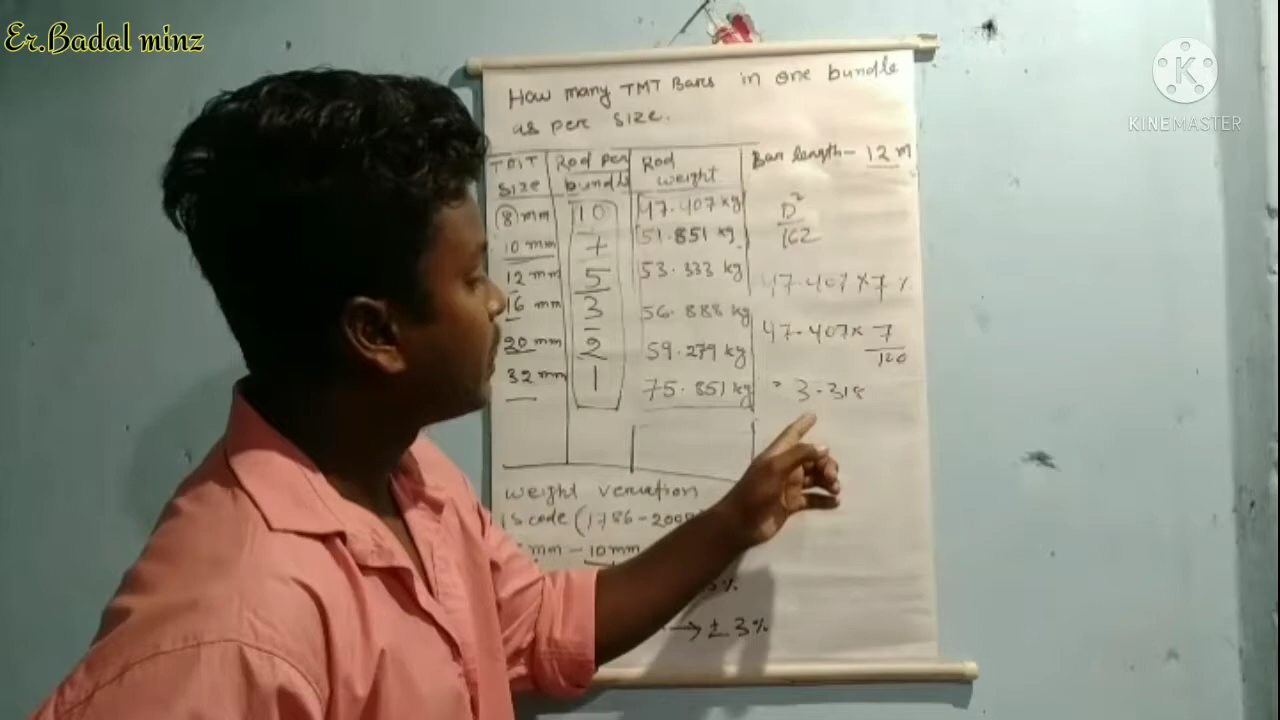 Er.Badal minz
KINEMASTER
How many TMT Bars in one bundle
as per size.
TMT size | Rod per bundle | Rod weight
8 mm | 10 | 47.407 kg
10 mm | 7 | 51.851 kg
12 mm | 5 | 53.333 kg
16 mm | 3 | 56.888 kg
20 mm | 2 | 59.279 kg
32 mm | 1 | 75.851 kg
Bar length - 12 m
D²
162
47.407 x 7 %
47.407 x 7
100
= 3.318
weight
IS code (1786-200
mm - 10 mm
%
→ ± 3%